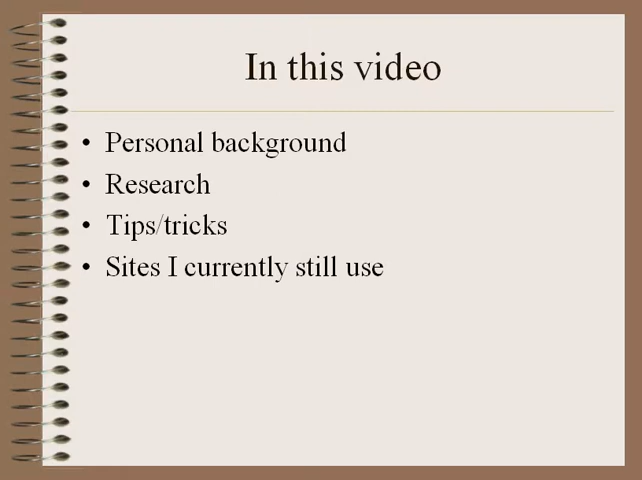 In this video
• Personal background
• Research
• Tips/tricks
• Sites I currently still use